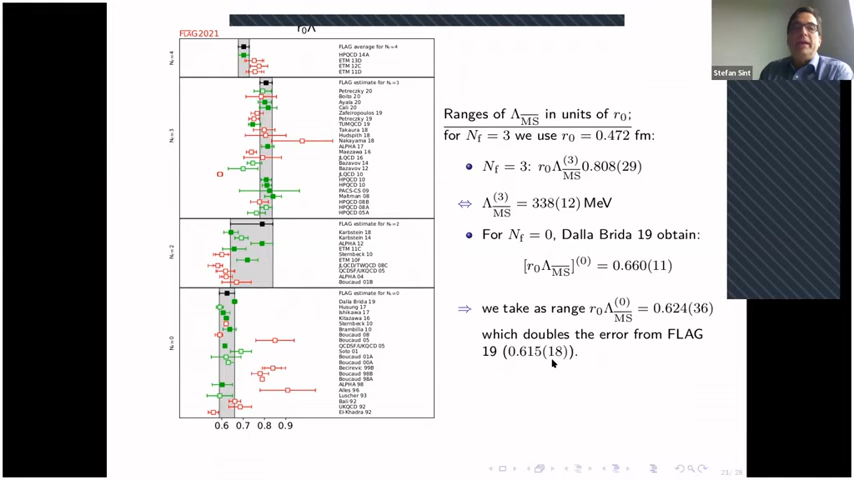 r₀Λ
FLAG2021
Nf=4
FLAG average for Nf=4
HPQCD 14A
ETM 13D
ETM 12C
ETM 11D
Nf=3
FLAG estimate for Nf=3
Petreczky 20
Boito 20
Ayala 20
Cali 20
Zafeiropoulos 19
Petreczky 19
TUMQCD 19
Takaura 18
Hudspith 18
Nakayama 18
ALPHA 17
Maezawa 16
JLQCD 16
Bazavov 14
Bazavov 12
JLQCD 10
HPQCD 10
HPQCD 10
PACS-CS 09
Maltman 08
HPQCD 08B
HPQCD 08A
HPQCD 05A
Nf=2
FLAG estimate for Nf=2
Karbstein 18
Karbstein 14
ALPHA 12
ETM 11C
Sternbeck 10
ETM 10F
JLQCD/TWQCD 08C
QCDSF/UKQCD 05
ALPHA 04
Boucaud 01B
Nf=0
FLAG estimate for Nf=0
Dalla Brida 19
Husung 17
Ishikawa 17
Kitazawa 16
Sternbeck 10
Brambilla 10
Boucaud 08
Boucaud 05
QCDSF/UKQCD 05
Soto 01
Boucaud 01A
Boucaud 00A
Becirevic 99B
Boucaud 98B
Boucaud 98A
ALPHA 98
Alles 96
Luscher 93
Bali 92
UKQCD 92
El-Khadra 92
0.6 0.7 0.8 0.9
Ranges of Λ_MS̅ in units of r₀;
for Nf = 3 we use r₀ = 0.472 fm:
• Nf = 3: r₀Λ_MS̅^(3) 0.808(29)
⇔ Λ_MS̅^(3) = 338(12) MeV
• For Nf = 0, Dalla Brida 19 obtain:
[r₀Λ_MS̅]^(0) = 0.660(11)
⇒ we take as range r₀Λ_MS̅^(0) = 0.624(36)
which doubles the error from FLAG
19 (0.615(18)).
21 / 28
Stefan Sint